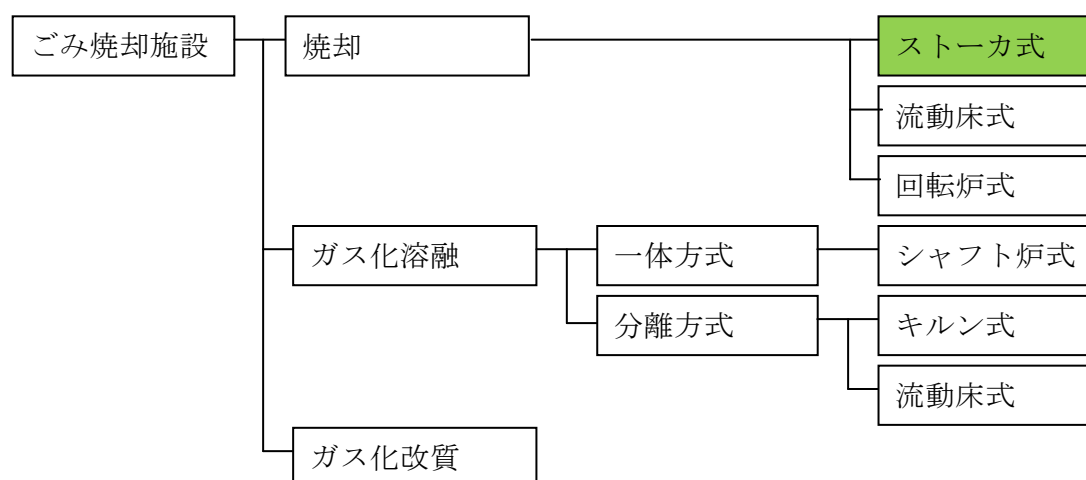 ごみ焼却施設
焼却
ストーカ式
流動床式
回転炉式
ガス化溶融
一体方式
シャフト炉式
分離方式
キルン式
流動床式
ガス化改質